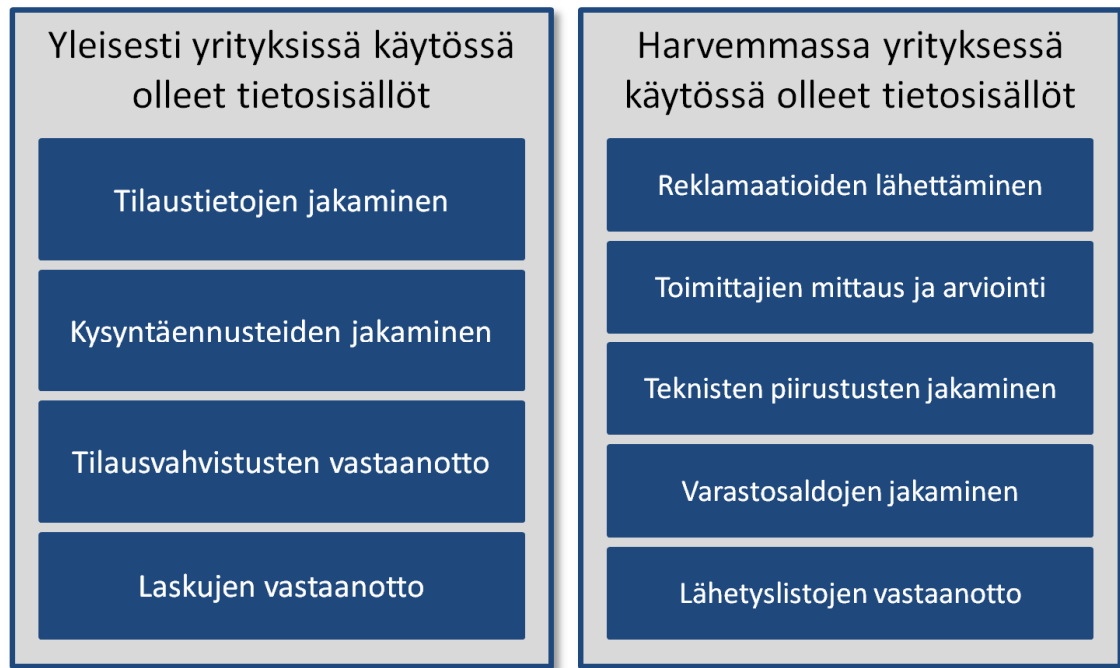 Yleisesti yrityksissä käytössä
olleet tietosisällöt
Tilaustietojen jakaminen
Kysyntäennusteiden jakaminen
Tilausvahvistusten vastaanotto
Laskujen vastaanotto
Harvemmassa yrityksessä
käytössä olleet tietosisällöt
Reklamaatioiden lähettäminen
Toimittajien mittaus ja arviointi
Teknisten piirustusten jakaminen
Varastosaldojen jakaminen
Lähetyslistojen vastaanotto